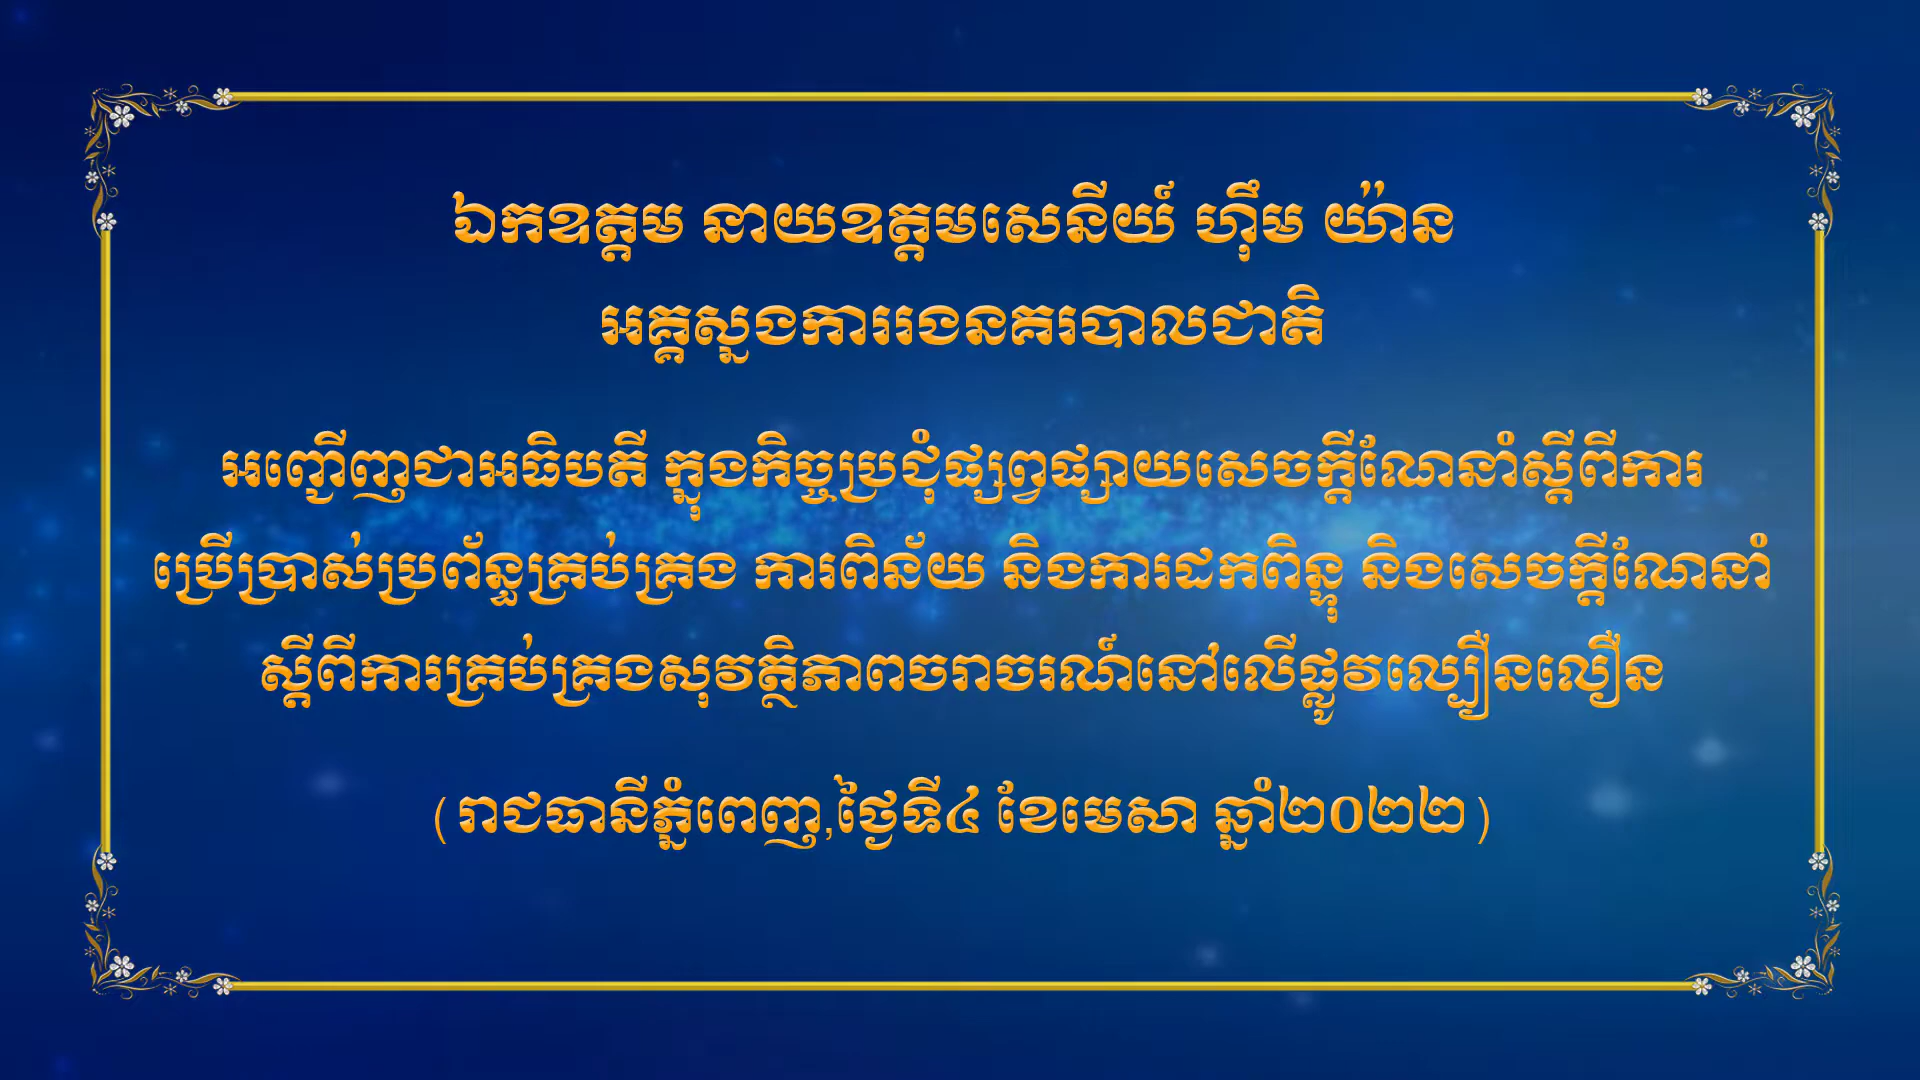 ឯកឧត្តម នាយឧត្តមសេនីយ៍ ហ៊ឹម យ៉ាន
អគ្គស្នងការរងនគរបាលជាតិ
អញ្ជើញជាអធិបតី ក្នុងកិច្ចប្រជុំផ្សព្វផ្សាយសេចក្តីណែនាំស្តីពីការ
ប្រើប្រាស់ប្រព័ន្ធគ្រប់គ្រង ការពិន័យ និងការដកពិន្ទុ និងសេចក្តីណែនាំ
ស្តីពីការគ្រប់គ្រងសុវត្ថិភាពចរាចរណ៍នៅលើផ្លូវល្បឿនលឿន
(រាជធានីភ្នំពេញ,ថ្ងៃទី៤ ខែមេសា ឆ្នាំ២០២២)